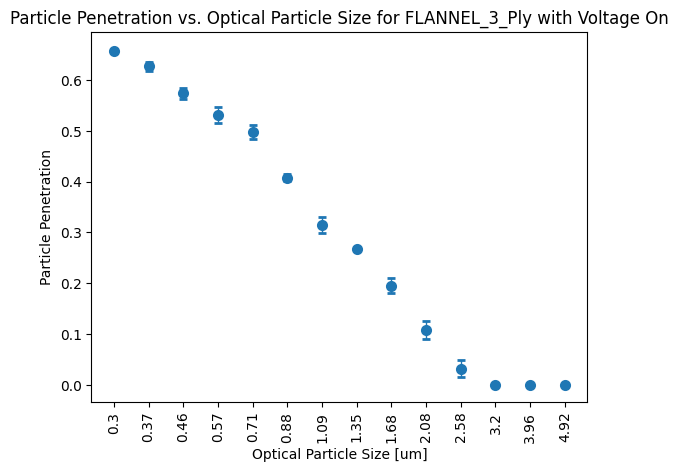 Particle Penetration vs. Optical Particle Size for FLANNEL_3_Ply with Voltage On
Particle Penetration
0.6
0.5
0.4
0.3
0.2
0.1
0.0
0.3 0.37 0.46 0.57 0.71 0.88 1.09 1.35 1.68 2.08 2.58 3.2 3.96 4.92
Optical Particle Size [um]